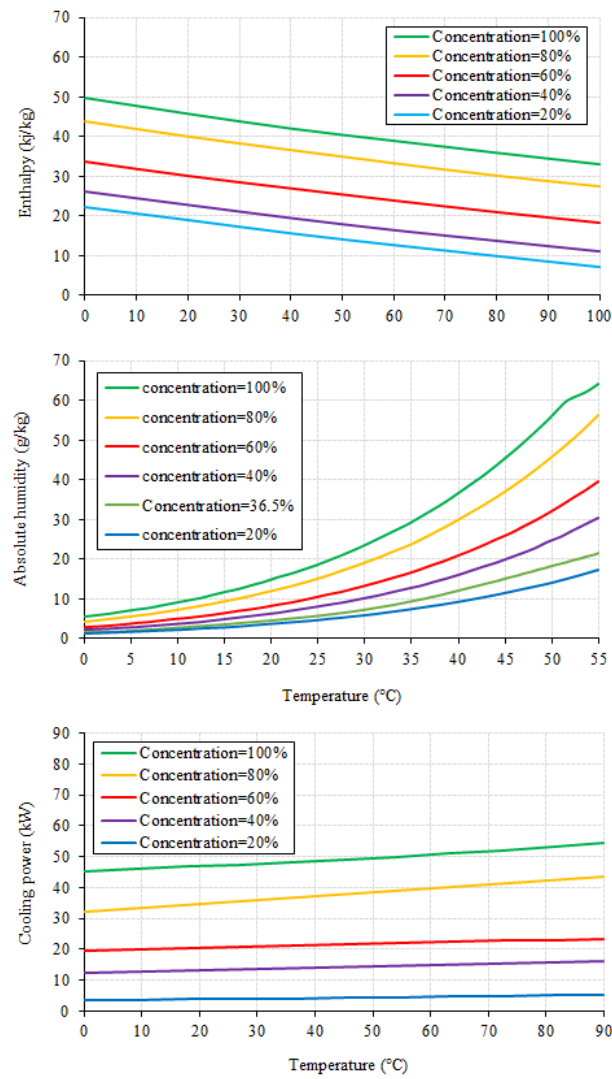 70
60
50
40
30
20
10
0
Enthalpy (kj/kg)
Concentration=100%
Concentration=80%
Concentration=60%
Concentration=40%
Concentration=20%
0 10 20 30 40 50 60 70 80 90 100
70
60
50
40
30
20
10
0
Absolute humidity (g/kg)
concentration=100%
concentration=80%
concentration=60%
concentration=40%
Concentration=36.5%
concentration=20%
0 5 10 15 20 25 30 35 40 45 50 55
Temperature (°C)
90
80
70
60
50
40
30
20
10
0
Cooling power (kW)
Concentration=100%
Concentration=80%
Concentration=60%
Concentration=40%
Concentration=20%
0 10 20 30 40 50 60 70 80 90
Temperature (°C)